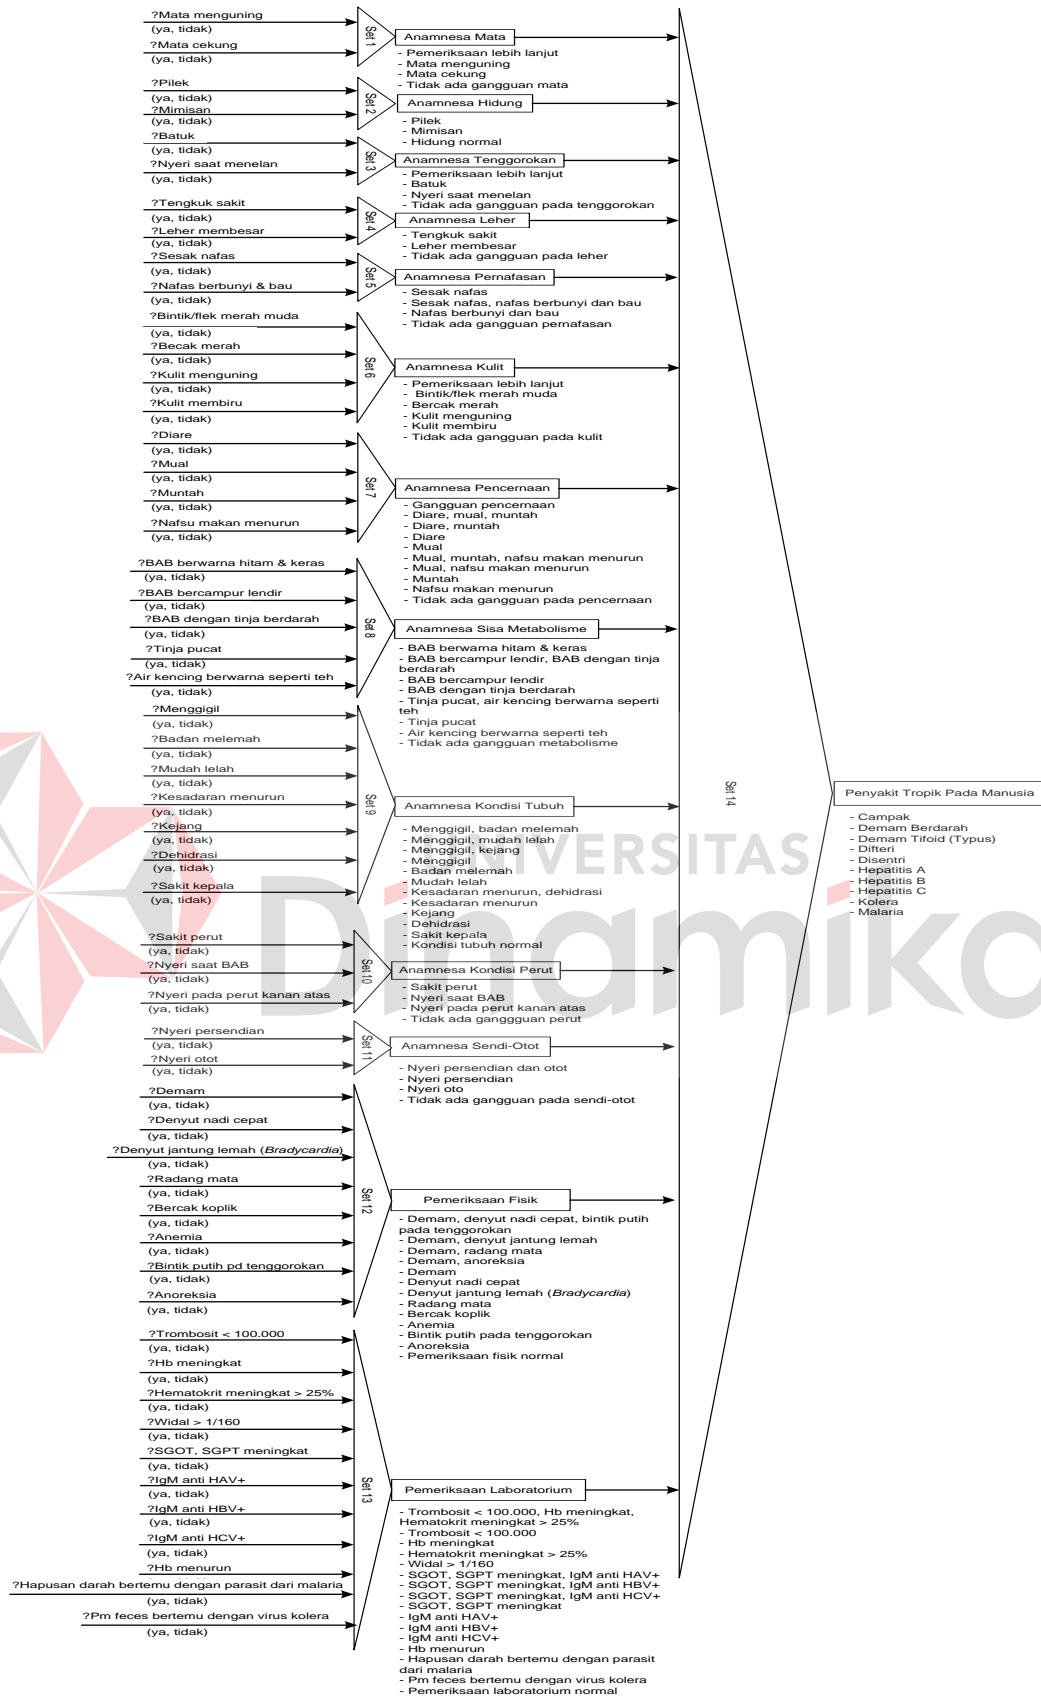 ?Mata menguning
(ya, tidak)
?Mata cekung
(ya, tidak)
Set 1
Anamnesa Mata
- Pemeriksaan lebih lanjut
- Mata menguning
- Mata cekung
- Tidak ada gangguan mata
?Pilek
(ya, tidak)
?Mimisan
(ya, tidak)
Set 2
Anamnesa Hidung
- Pilek
- Mimisan
- Hidung normal
?Batuk
(ya, tidak)
?Nyeri saat menelan
(ya, tidak)
Set 3
Anamnesa Tenggorokan
- Pemeriksaan lebih lanjut
- Batuk
- Nyeri saat menelan
- Tidak ada gangguan pada tenggorokan
?Tengkuk sakit
(ya, tidak)
?Leher membesar
(ya, tidak)
Set 4
Anamnesa Leher
- Tengkuk sakit
- Leher membesar
- Tidak ada gangguan pada leher
?Sesak nafas
(ya, tidak)
?Nafas berbunyi & bau
(ya, tidak)
Set 5
Anamnesa Pernafasan
- Sesak nafas
- Sesak nafas, nafas berbunyi dan bau
- Nafas berbunyi dan bau
- Tidak ada gangguan pernafasan
?Bintik/flek merah muda
(ya, tidak)
?Becak merah
(ya, tidak)
?Kulit menguning
(ya, tidak)
?Kulit membiru
(ya, tidak)
Set 6
Anamnesa Kulit
- Pemeriksaan lebih lanjut
- Bintik/flek merah muda
- Bercak merah
- Kulit menguning
- Kulit membiru
- Tidak ada gangguan pada kulit
?Diare
(ya, tidak)
?Mual
(ya, tidak)
?Muntah
(ya, tidak)
?Nafsu makan menurun
(ya, tidak)
Set 7
Anamnesa Pencernaan
- Gangguan pencernaan
- Diare, mual, muntah
- Diare, muntah
- Diare
- Mual
- Mual, muntah, nafsu makan menurun
- Mual, nafsu makan menurun
- Muntah
- Nafsu makan menurun
- Tidak ada gangguan pada pencernaan
?BAB berwarna hitam & keras
(ya, tidak)
?BAB bercampur lendir
(ya, tidak)
?BAB dengan tinja berdarah
(ya, tidak)
?Tinja pucat
(ya, tidak)
?Air kencing berwarna seperti teh
(ya, tidak)
Set 8
Anamnesa Sisa Metabolisme
- BAB berwarna hitam & keras
- BAB bercampur lendir, BAB dengan tinja
berdarah
- BAB bercampur lendir
- BAB dengan tinja berdarah
- Tinja pucat, air kencing berwarna seperti
teh
- Tinja pucat
- Air kencing berwarna seperti teh
- Tidak ada gangguan metabolisme
?Menggigil
(ya, tidak)
?Badan melemah
(ya, tidak)
?Mudah lelah
(ya, tidak)
?Kesadaran menurun
(ya, tidak)
?Kejang
(ya, tidak)
?Dehidrasi
(ya, tidak)
?Sakit kepala
(ya, tidak)
Set 9
Anamnesa Kondisi Tubuh
- Menggigil, badan melemah
- Menggigil, mudah lelah
- Menggigil, kejang
- Menggigil
- Badan melemah
- Mudah lelah
- Kesadaran menurun, dehidrasi
- Kesadaran menurun
- Kejang
- Dehidrasi
- Sakit kepala
- Kondisi tubuh normal
?Sakit perut
(ya, tidak)
?Nyeri saat BAB
(ya, tidak)
?Nyeri pada perut kanan atas
(ya, tidak)
Set 10
Anamnesa Kondisi Perut
- Sakit perut
- Nyeri saat BAB
- Nyeri pada perut kanan atas
- Tidak ada ganggguan perut
?Nyeri persendian
(ya, tidak)
?Nyeri otot
(ya, tidak)
Set 11
Anamnesa Sendi-Otot
- Nyeri persendian dan otot
- Nyeri persendian
- Nyeri oto
- Tidak ada gangguan pada sendi-otot
?Demam
(ya, tidak)
?Denyut nadi cepat
(ya, tidak)
?Denyut jantung lemah (Bradycardia)
(ya, tidak)
?Radang mata
(ya, tidak)
?Bercak koplik
(ya, tidak)
?Anemia
(ya, tidak)
?Bintik putih pd tenggorokan
(ya, tidak)
?Anoreksia
(ya, tidak)
Set 12
Pemeriksaan Fisik
- Demam, denyut nadi cepat, bintik putih
pada tenggorokan
- Demam, denyut jantung lemah
- Demam, radang mata
- Demam, anoreksia
- Demam
- Denyut nadi cepat
- Denyut jantung lemah (Bradycardia)
- Radang mata
- Bercak koplik
- Anemia
- Bintik putih pada tenggorokan
- Anoreksia
- Pemeriksaan fisik normal
?Trombosit < 100.000
(ya, tidak)
?Hb meningkat
(ya, tidak)
?Hematokrit meningkat > 25%
(ya, tidak)
?Widal > 1/160
(ya, tidak)
?SGOT, SGPT meningkat
(ya, tidak)
?IgM anti HAV+
(ya, tidak)
?IgM anti HBV+
(ya, tidak)
?IgM anti HCV+
(ya, tidak)
?Hb menurun
?Hapusan darah bertemu dengan parasit dari malaria
(ya, tidak)
?Pm feces bertemu dengan virus kolera
(ya, tidak)
Set 13
Pemeriksaan Laboratorium
- Trombosit < 100.000, Hb meningkat,
Hematokrit meningkat > 25%
- Trombosit < 100.000
- Hb meningkat
- Hematokrit meningkat > 25%
- Widal > 1/160
- SGOT, SGPT meningkat, IgM anti HAV+
- SGOT, SGPT meningkat, IgM anti HBV+
- SGOT, SGPT meningkat, IgM anti HCV+
- SGOT, SGPT meningkat
- IgM anti HAV+
- IgM anti HBV+
- IgM anti HCV+
- Hb menurun
- Hapusan darah bertemu dengan parasit
dari malaria
- Pm feces bertemu dengan virus kolera
- Pemeriksaan laboratorium normal
Set 14
Penyakit Tropik Pada Manusia
- Campak
- Demam Berdarah
- Demam Tifoid (Typus)
- Difteri
- Disentri
- Hepatitis A
- Hepatitis B
- Hepatitis C
- Kolera
- Malaria
UNIVERSITAS
Dinamika